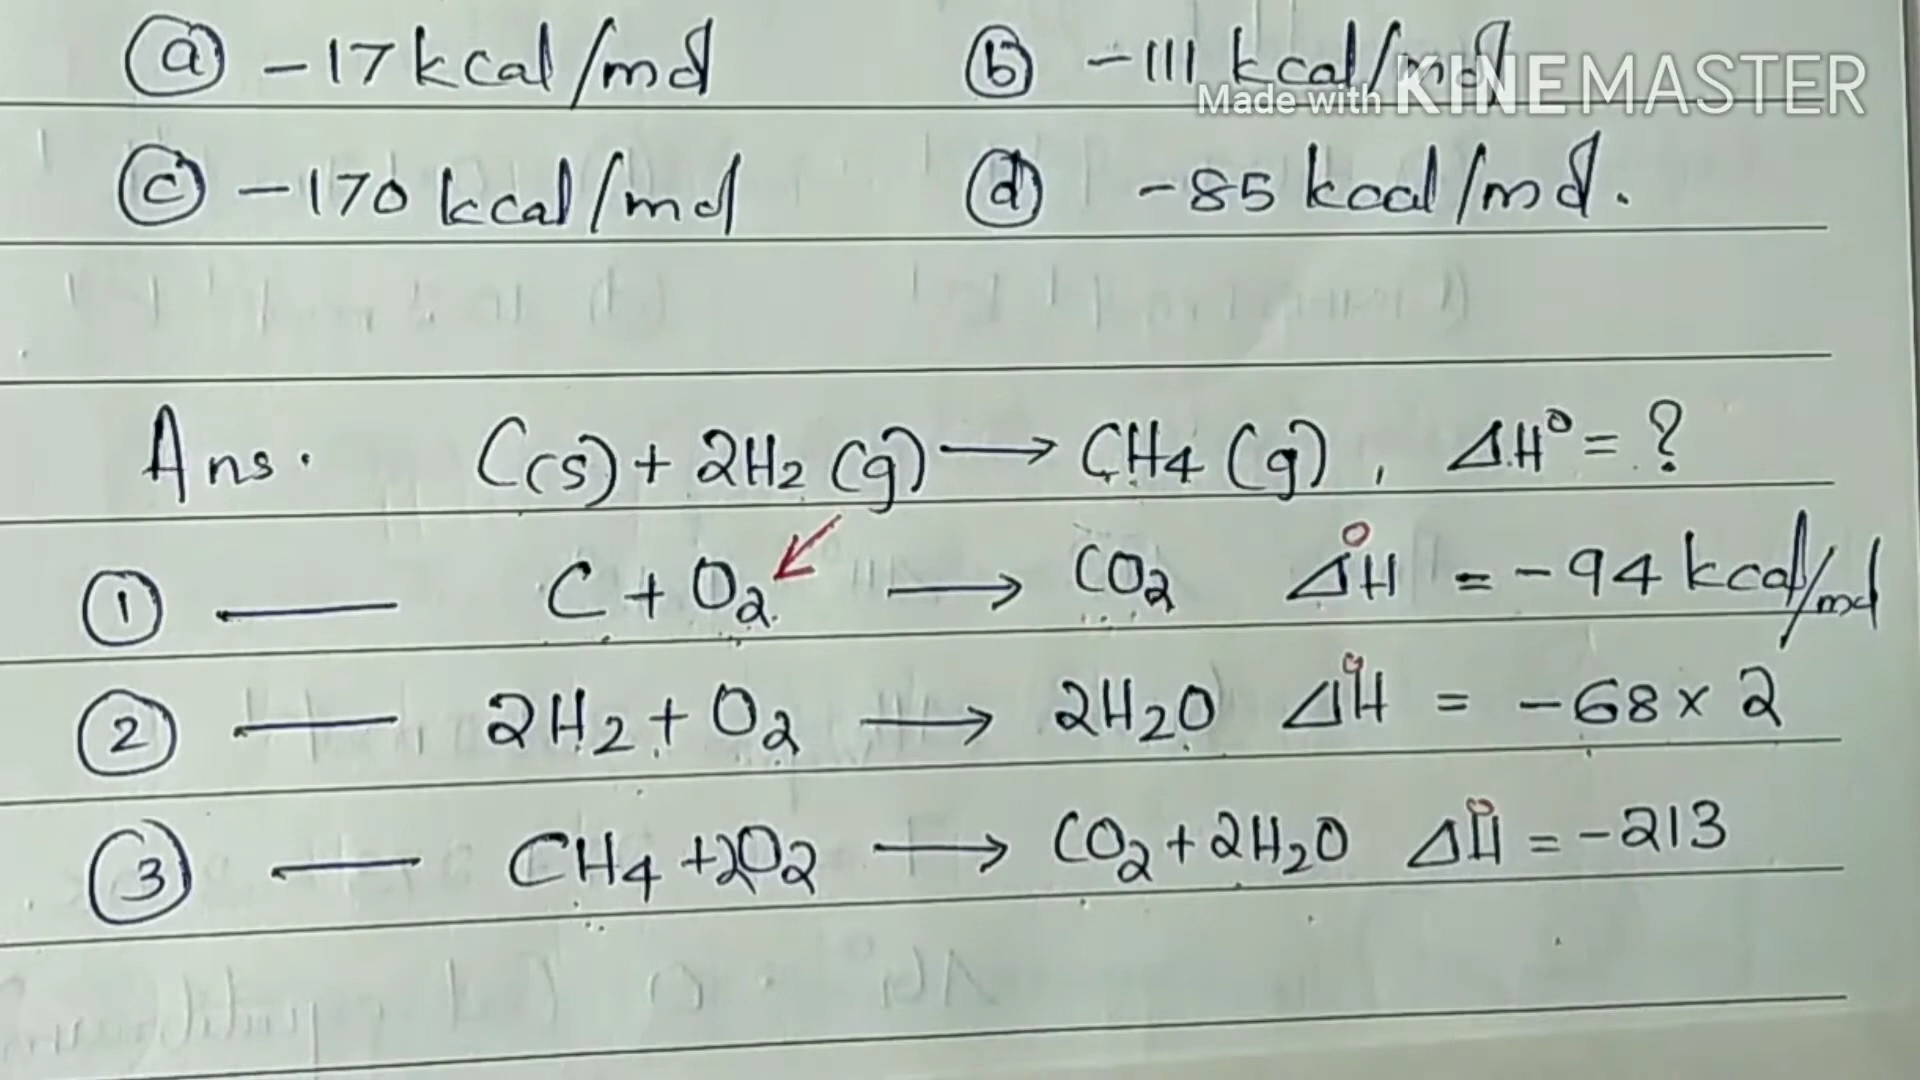 (a) -17 kcal/mol (b) -111 kcal/mol
Made with KINEMASTER
(c) -170 kcal/mol (d) -85 kcal/mol.
Ans. C(s) + 2H2 (g) → CH4 (g), ΔH° = ?
(1) — C + O2 → CO2 ΔH° = -94 kcal/mol
(2) — 2H2 + O2 → 2H2O ΔH° = -68 × 2
(3) — CH4 + 2O2 → CO2 + 2H2O ΔH° = -213